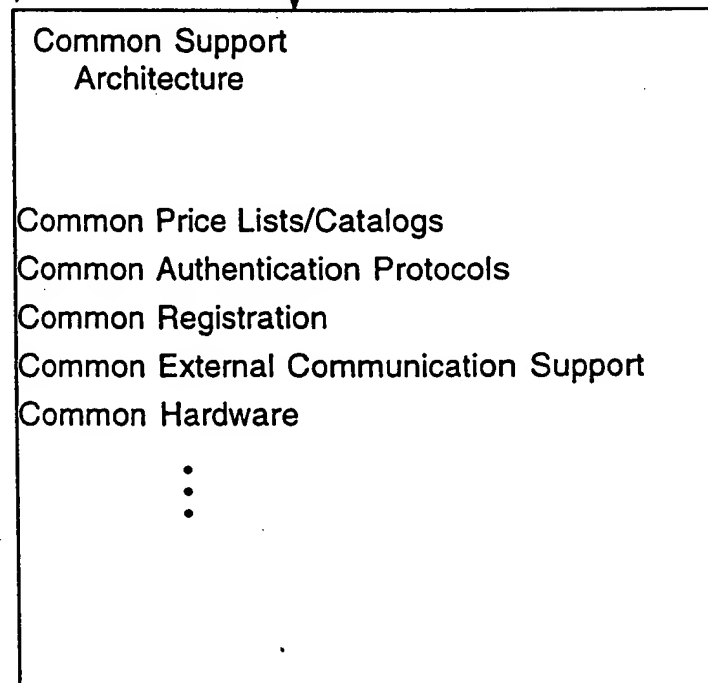 Common Support
Architecture
Common Price Lists/Catalogs
Common Authentication Protocols
Common Registration
Common External Communication Support
Common Hardware